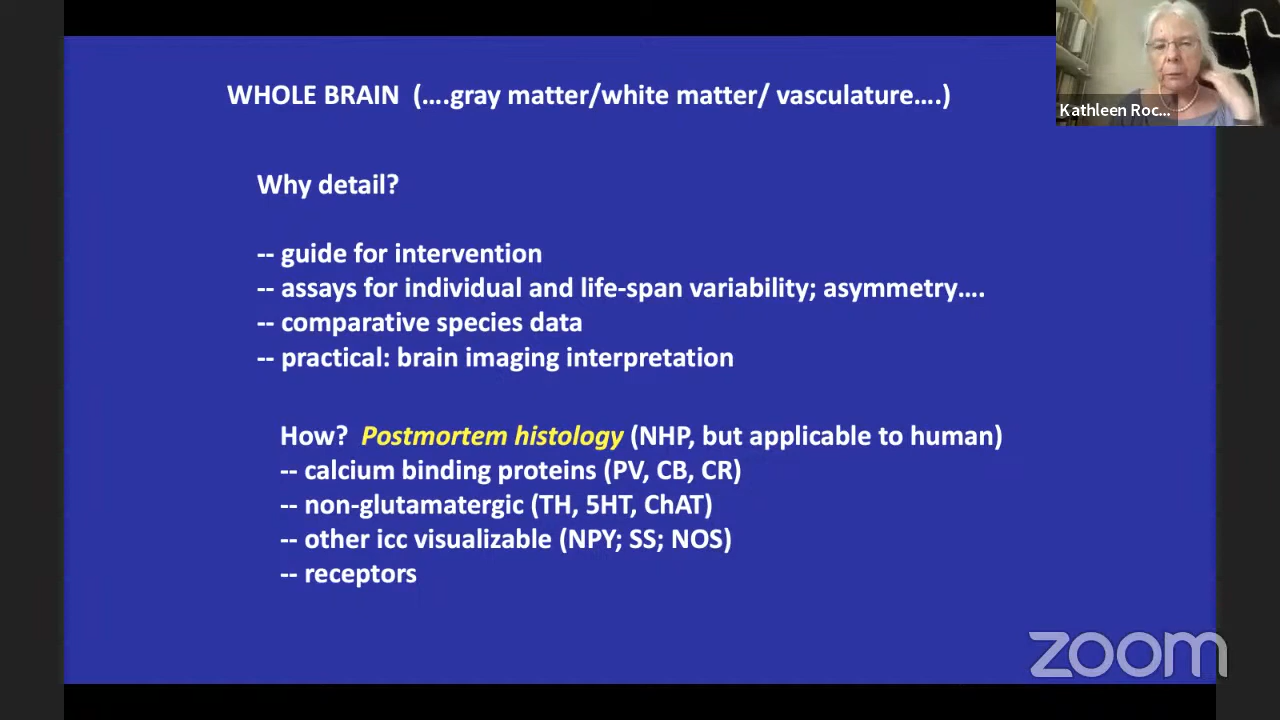 WHOLE BRAIN (….gray matter/white matter/ vasculature….)
Kathleen Roc...
Why detail?
-- guide for intervention
-- assays for individual and life-span variability; asymmetry….
-- comparative species data
-- practical: brain imaging interpretation
How? Postmortem histology (NHP, but applicable to human)
-- calcium binding proteins (PV, CB, CR)
-- non-glutamatergic (TH, 5HT, ChAT)
-- other icc visualizable (NPY; SS; NOS)
-- receptors
zoom